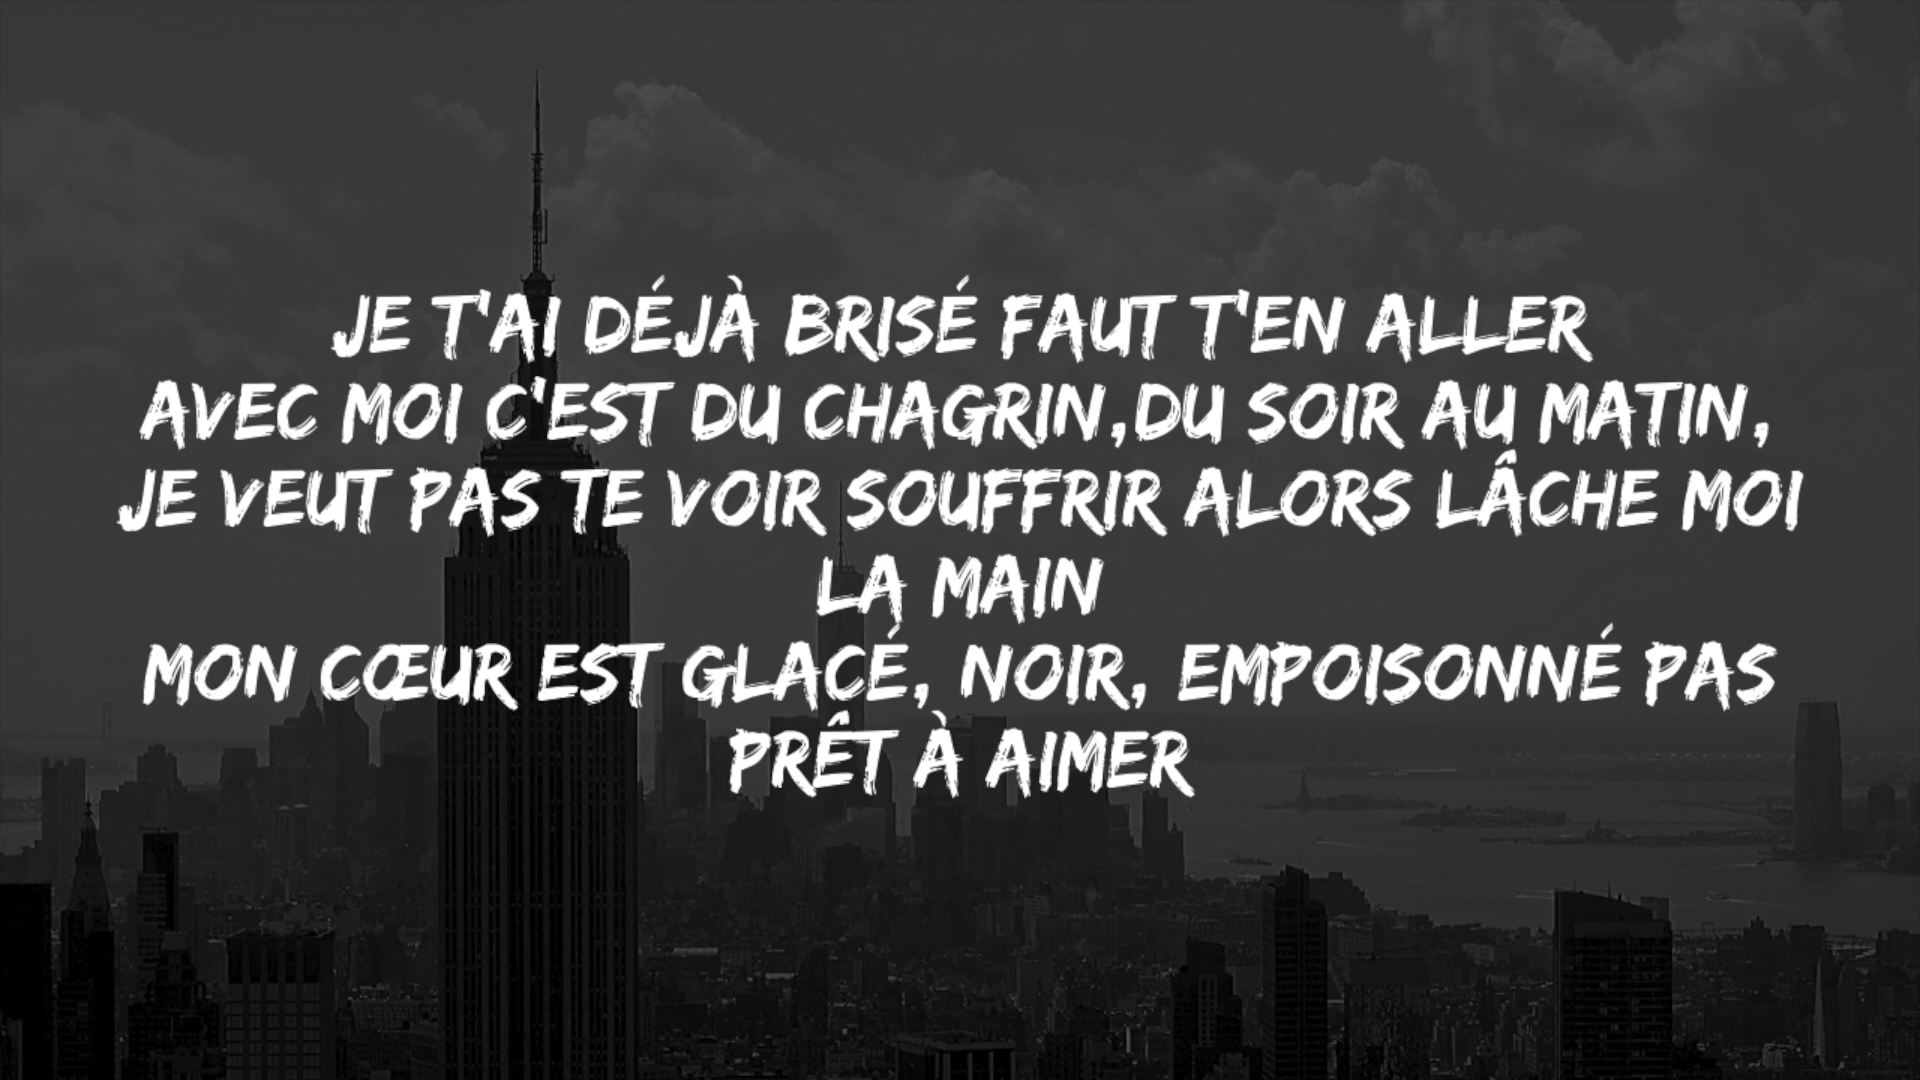 JE T'AI DÉJÀ BRISÉ FAUT T'EN ALLER
AVEC MOI C'EST DU CHAGRIN,DU SOIR AU MATIN,
JE VEUT PAS TE VOIR SOUFFRIR ALORS LÂCHE MOI
LA MAIN
MON CŒUR EST GLACÉ, NOIR, EMPOISONNÉ PAS
PRÊT À AIMER